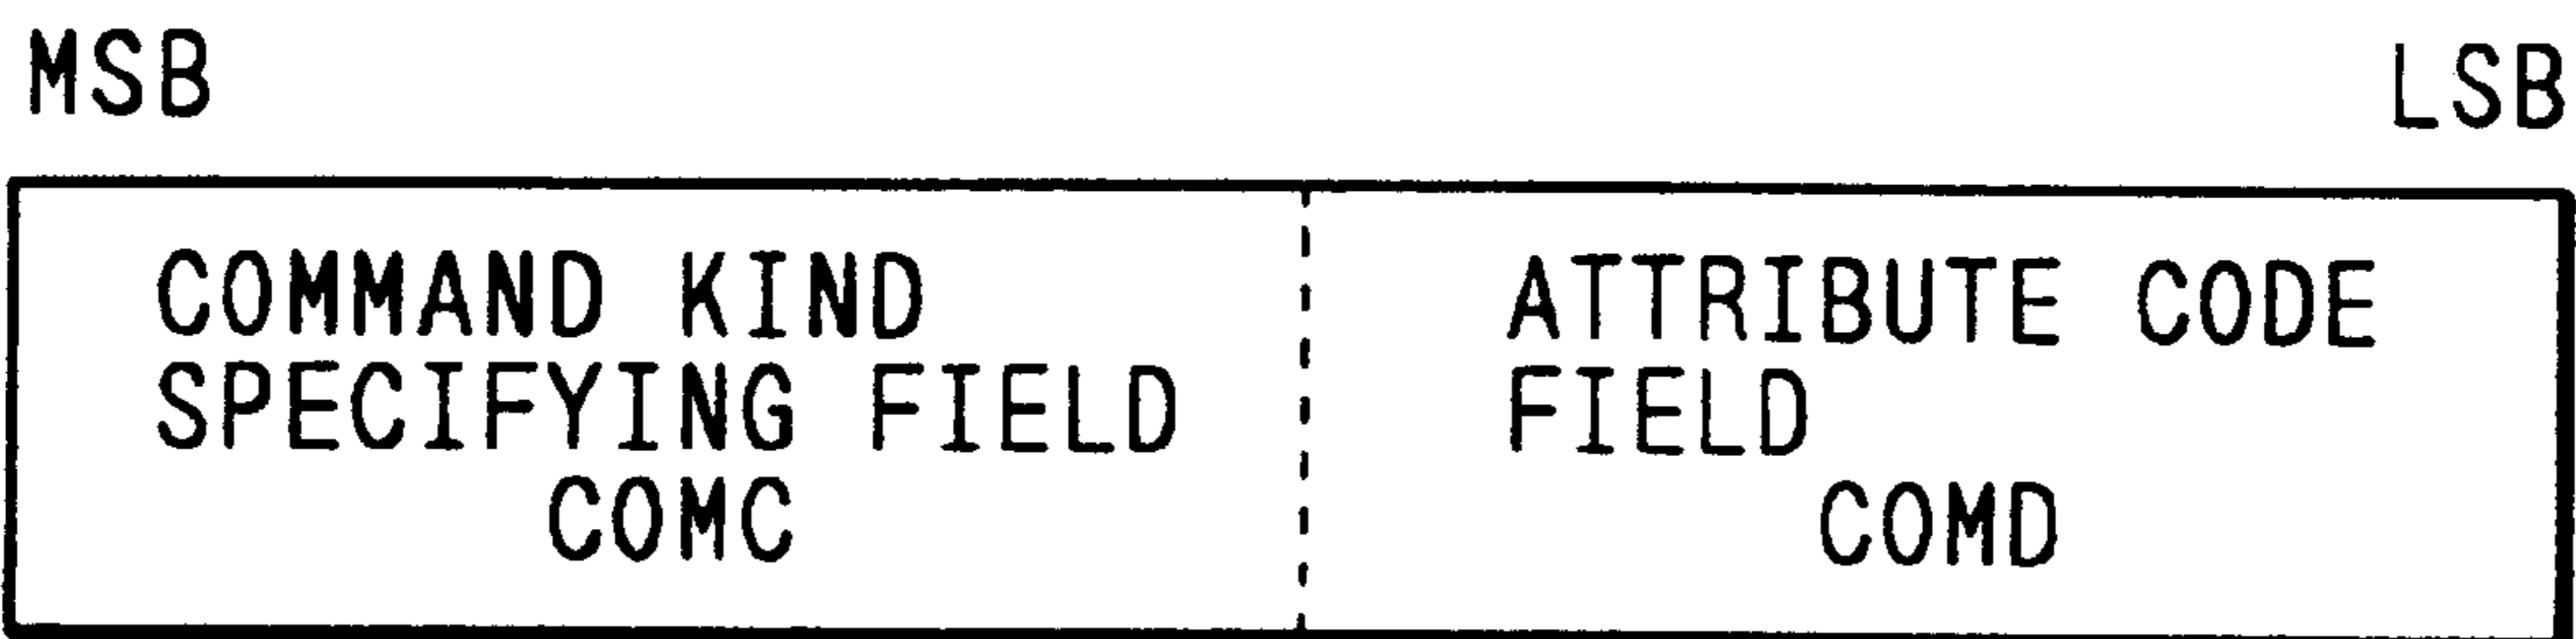 MSB
LSB
COMMAND KIND
SPECIFYING FIELD
COMC
ATTRIBUTE CODE
FIELD
COMD